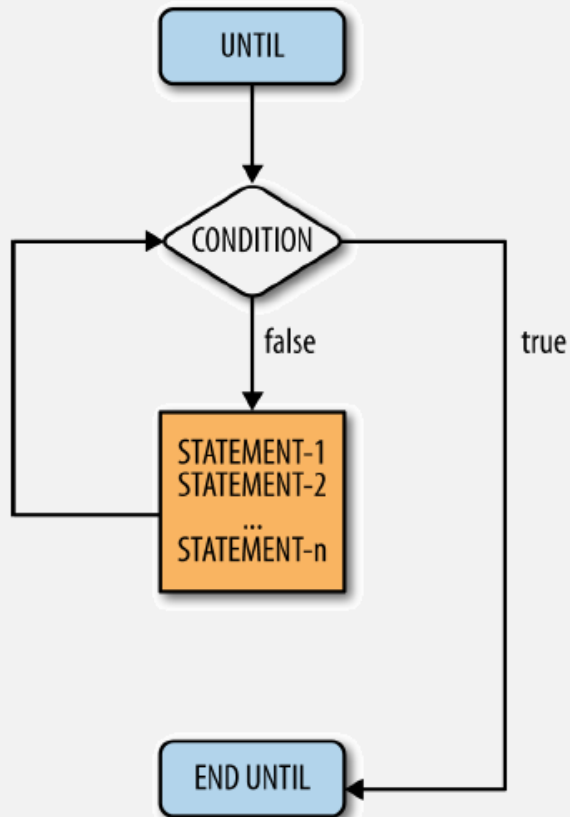 UNTIL
CONDITION
false
true
STATEMENT-1
STATEMENT-2
...
STATEMENT-n
END UNTIL